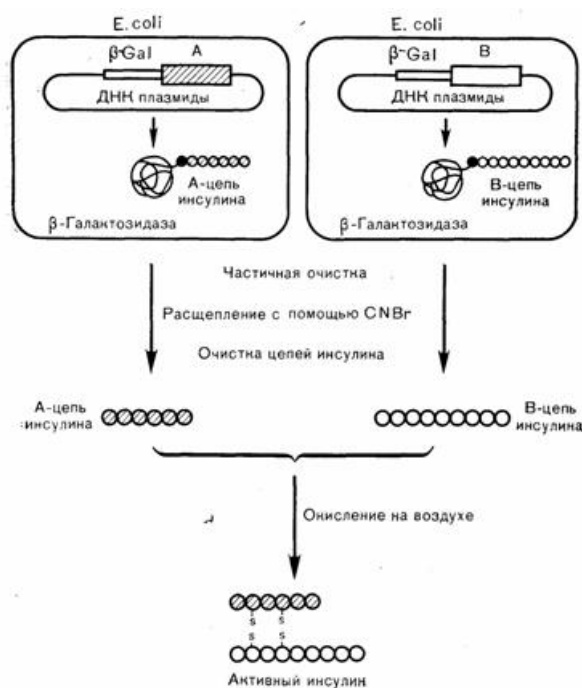 E. coli
E. coli
β-Gal
A
ДНК плазмиды
А-цепь
инсулина
β-Галактозидаза
β-Gal
B
ДНК плазмиды
В-цепь
инсулина
β-Галактозидаза
Частичная очистка
Расщепление с помощью CNBr
Очистка цепей инсулина
А-цепь
инсулина
В-цепь
инсулина
Окисление на воздухе
S
S
S
S
Активный инсулин